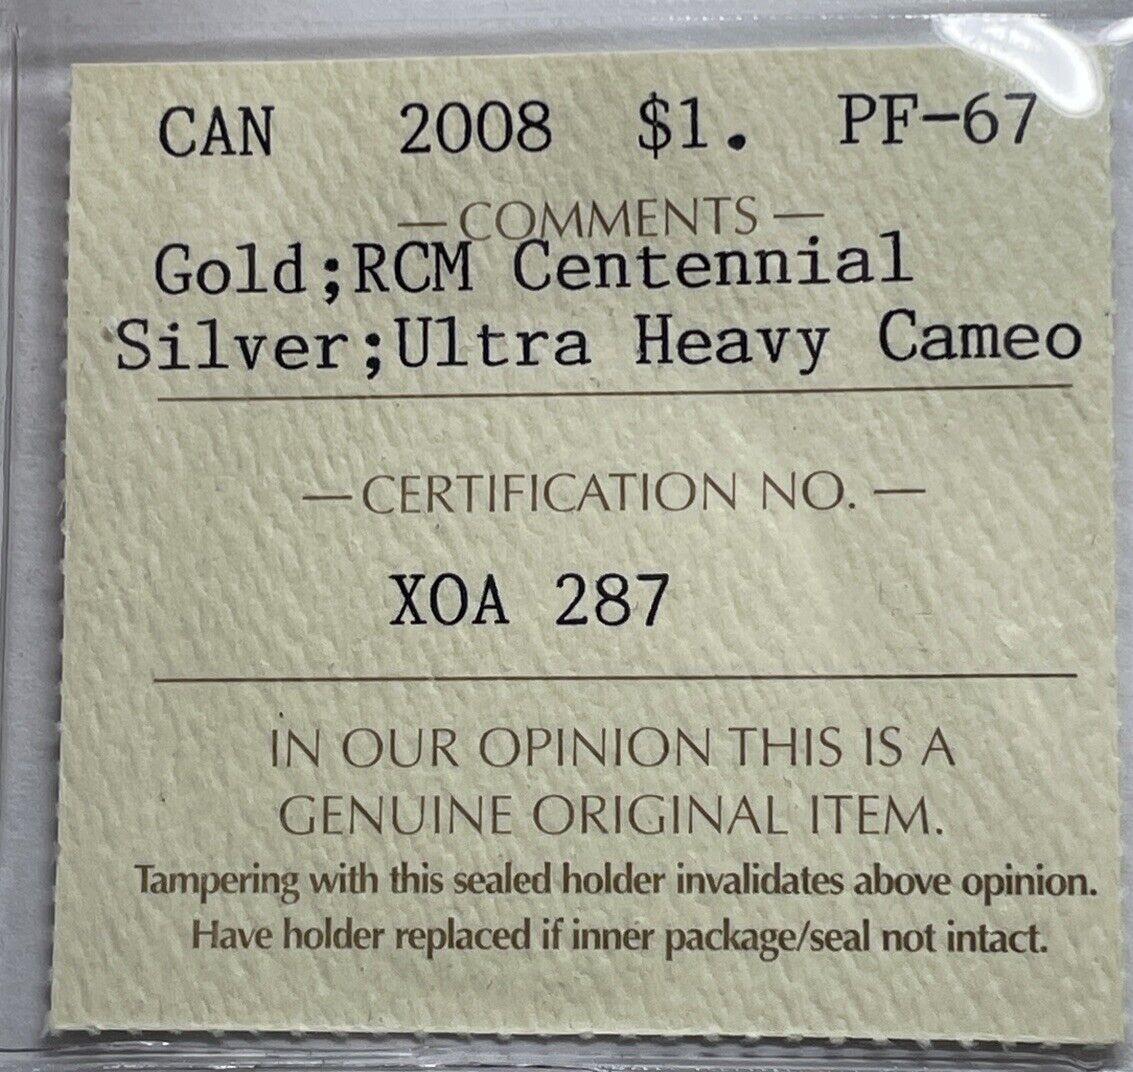 CAN 2008 $1. PF-67
—COMMENTS—
Gold;RCM Centennial
Silver;Ultra Heavy Cameo
—CERTIFICATION NO.—
XOA 287
IN OUR OPINION THIS IS A
GENUINE ORIGINAL ITEM.
Tampering with this sealed holder invalidates above opinion.
Have holder replaced if inner package/seal not intact.